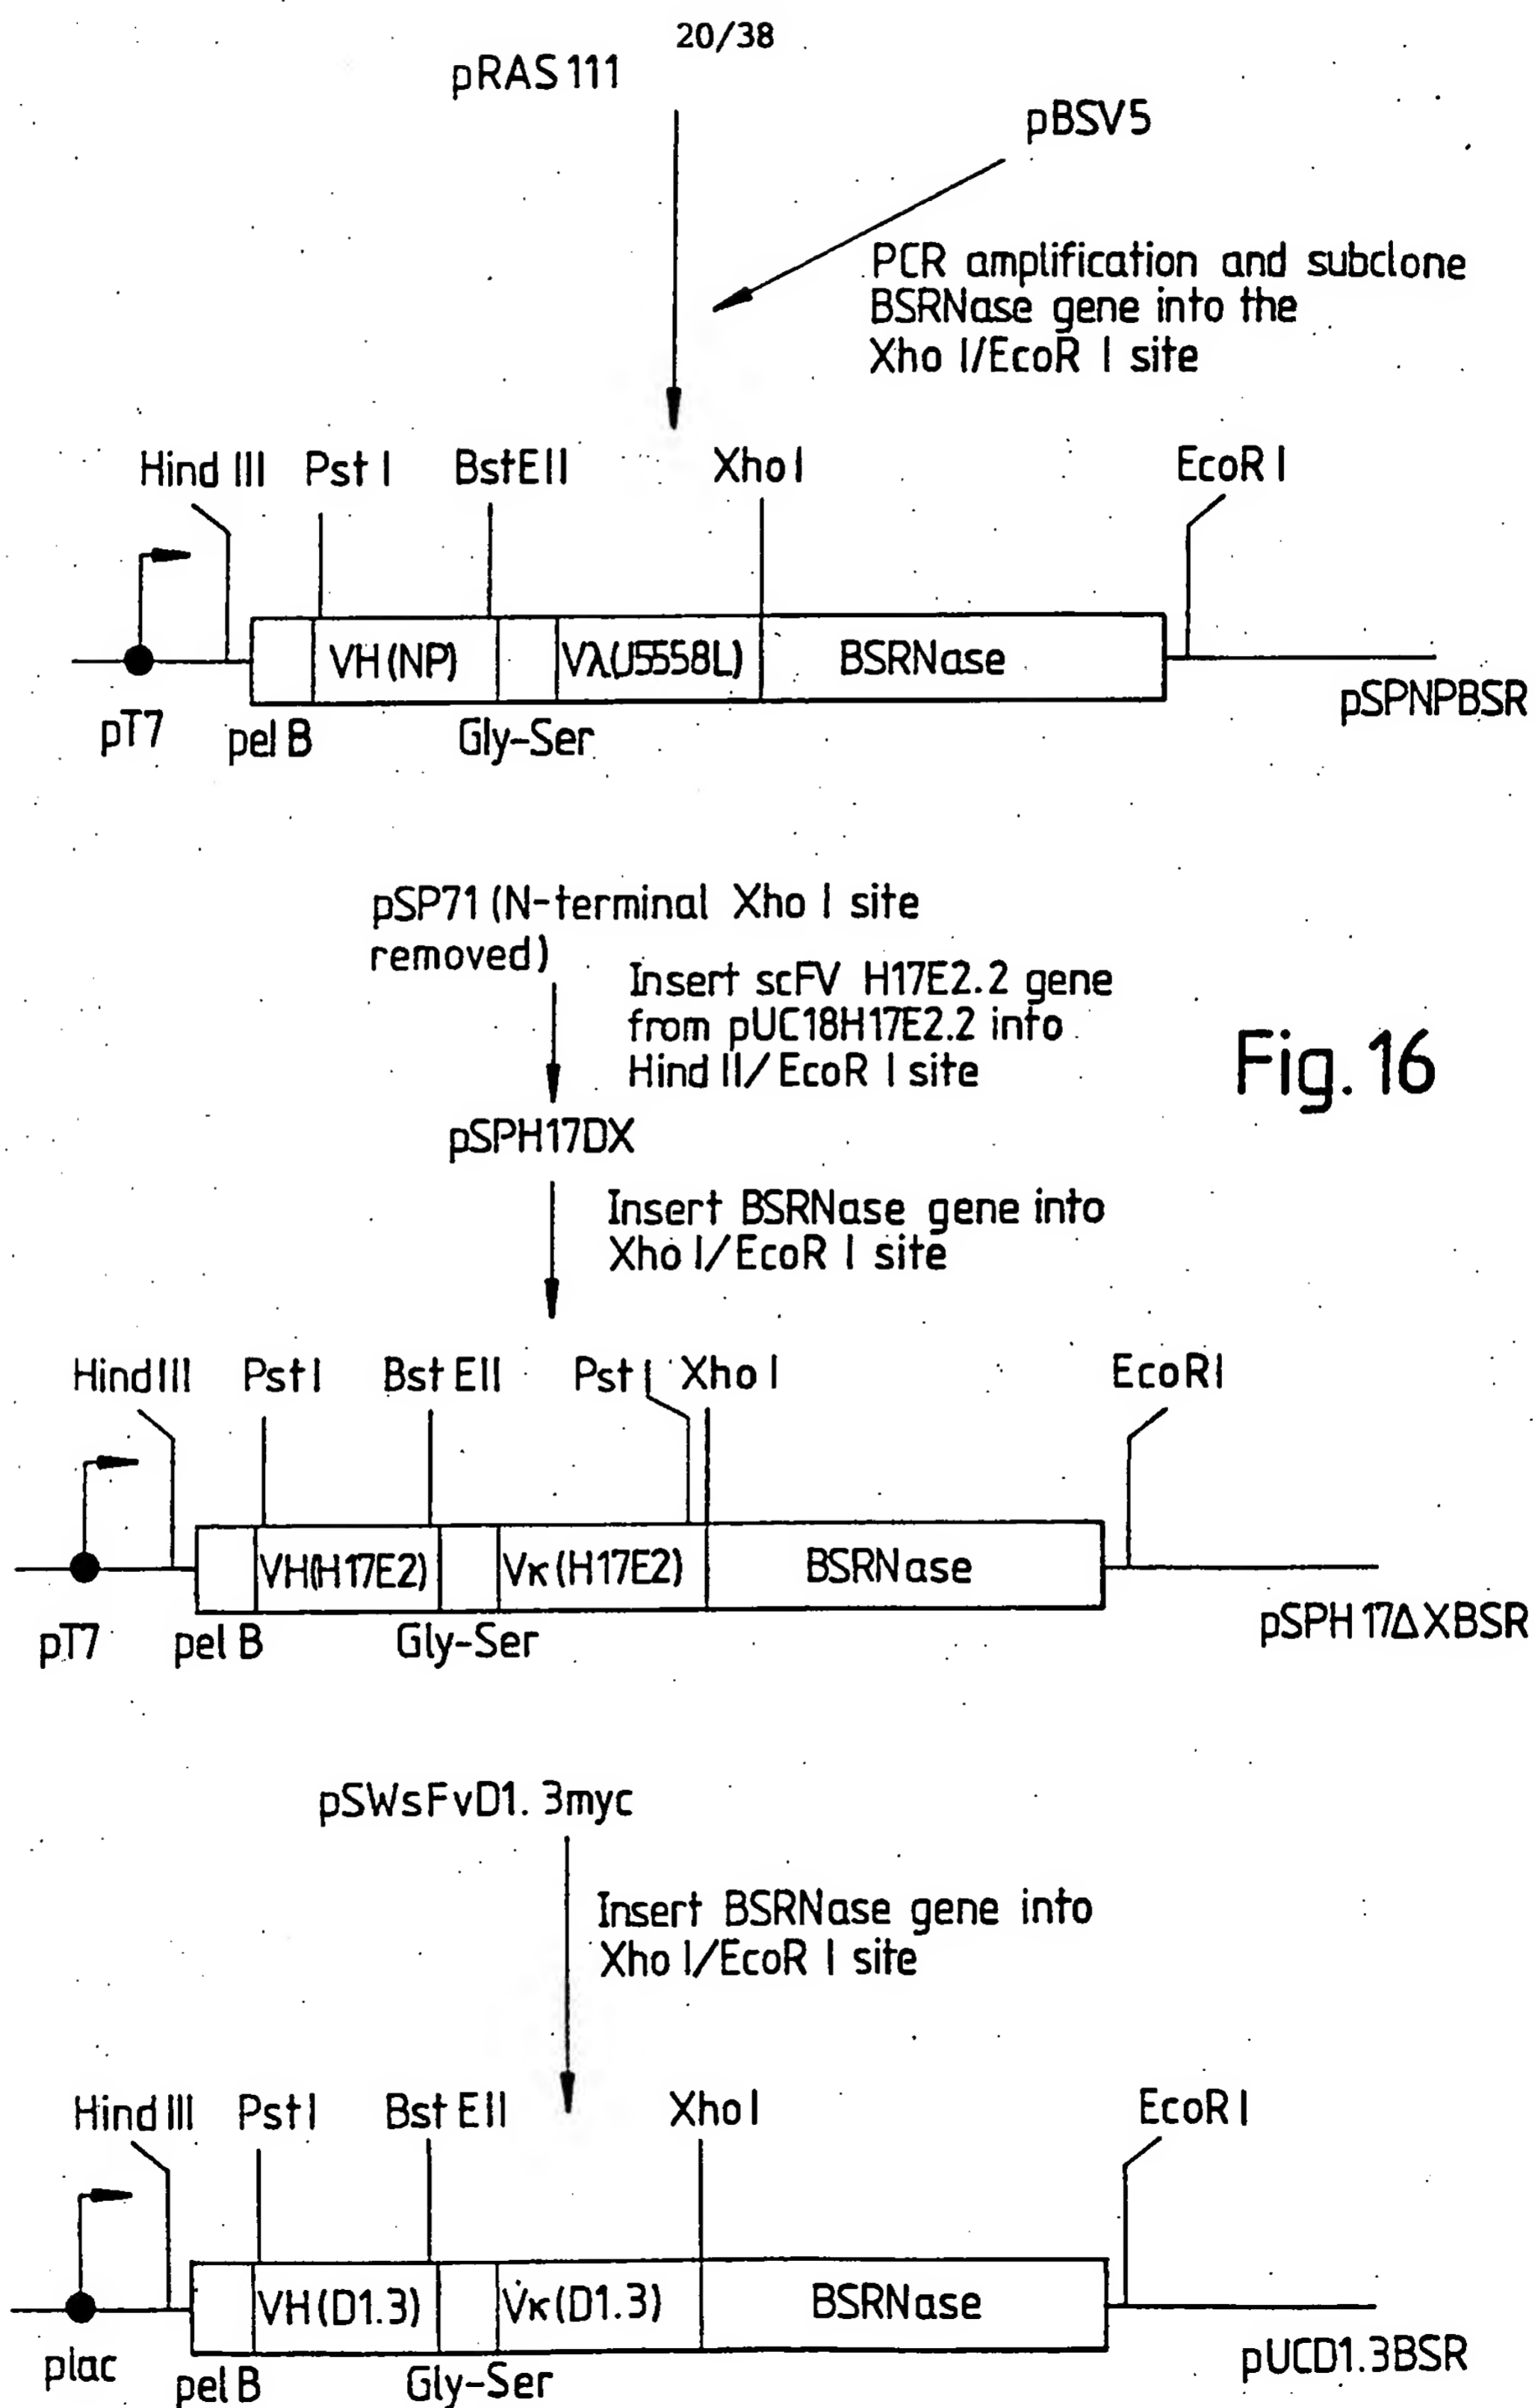 20/38
pRAS 111
pBSV5
PCR amplification and subclone
BSRNase gene into the
Xho I/EcoR I site
Hind III Pst I BstEII Xho I EcoR I
VH(NP) Vλ(J5558L) BSRNase
pT7 pel B Gly-Ser pSPNPBSR
pSP71 (N-terminal Xho I site
removed)
Insert scFV H17E2.2 gene
from pUC18H17E2.2 into
Hind II/EcoR I site
Fig. 16
pSPH17DX
Insert BSRNase gene into
Xho I/EcoR I site
Hind III Pst I Bst EII Pst I Xho I EcoR I
VH(H17E2) Vκ(H17E2) BSRNase
pT7 pel B Gly-Ser pSPH17ΔXBSR
pSWsFvD1.3myc
Insert BSRNase gene into
Xho I/EcoR I site
Hind III Pst I Bst EII Xho I EcoR I
VH(D1.3) Vκ(D1.3) BSRNase
plac pel B Gly-Ser pUCD1.3BSR